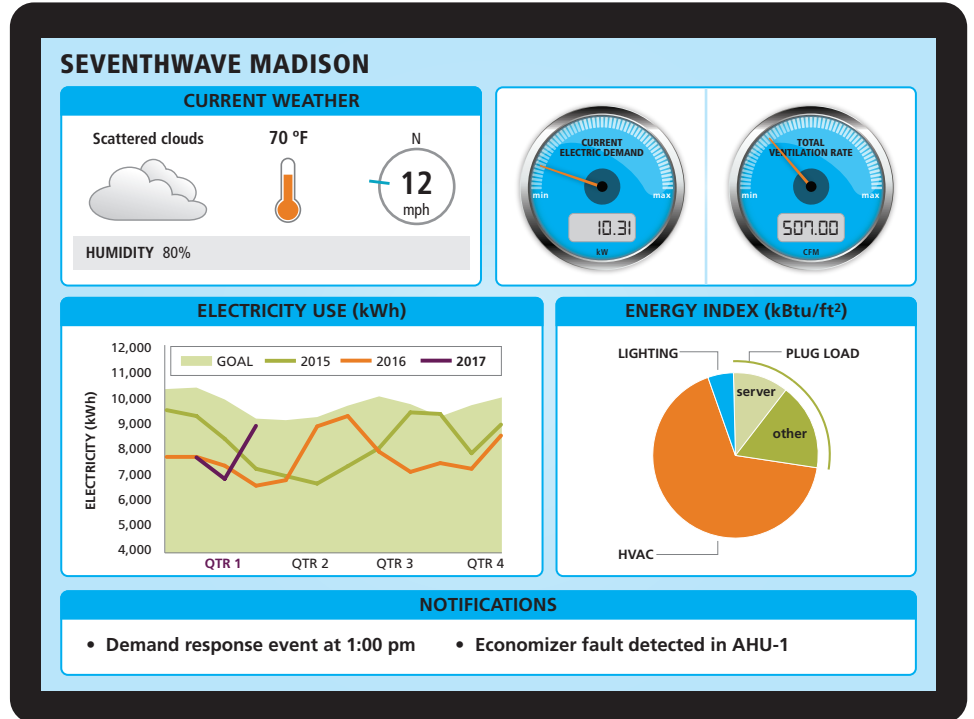 SEVENTHWAVE MADISON
CURRENT WEATHER
Scattered clouds
70 °F
N
12
mph
HUMIDITY 80%
CURRENT
ELECTRIC DEMAND
min
max
10.31
kW
TOTAL
VENTILATION RATE
min
max
507.00
CFM
ELECTRICITY USE (kWh)
GOAL
2015
2016
2017
ELECTRICITY (kWh)
12,000
11,000
10,000
9,000
8,000
7,000
6,000
5,000
4,000
QTR 1
QTR 2
QTR 3
QTR 4
ENERGY INDEX (kBtu/ft²)
LIGHTING
PLUG LOAD
server
other
HVAC
NOTIFICATIONS
• Demand response event at 1:00 pm
• Economizer fault detected in AHU-1